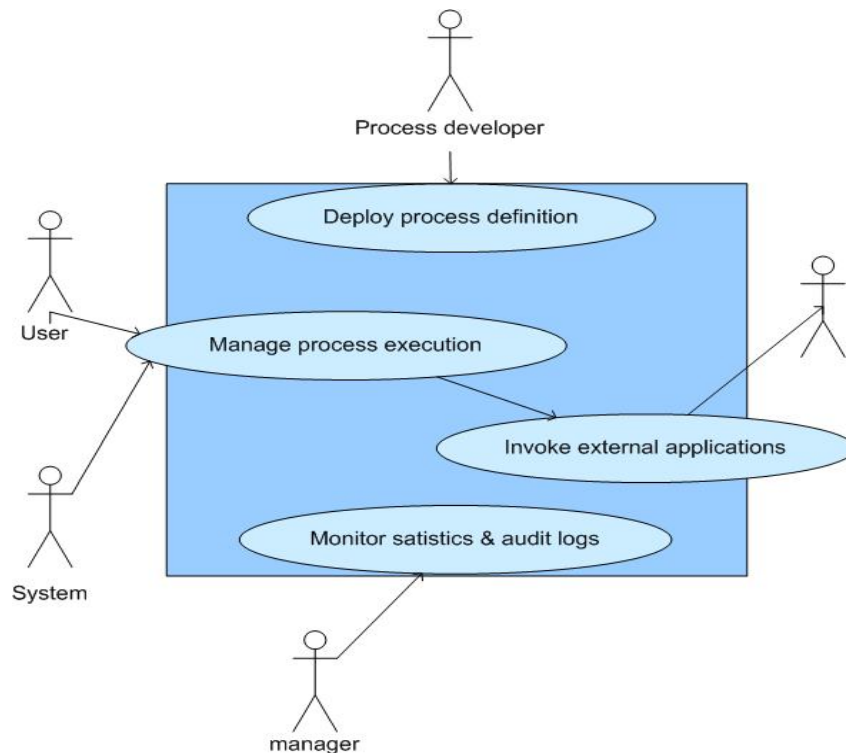 Process developer
Deploy process definition
User
Manage process execution
Invoke external applications
Monitor satistics & audit logs
System
manager